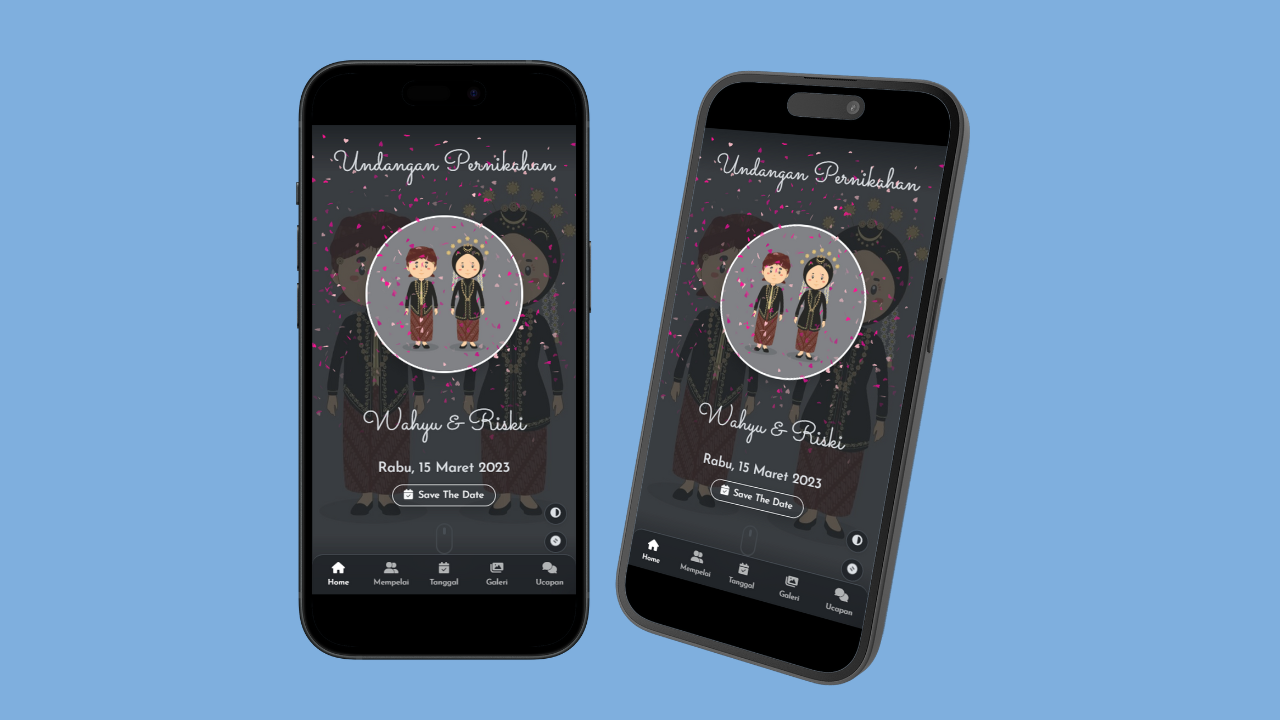 Undangan Pernikahan
Wahyu & Riski
Rabu, 15 Maret 2023
Save The Date
Home Mempelai Tanggal Galeri Ucapan
Undangan Pernikahan
Wahyu & Riski
Rabu, 15 Maret 2023
Save The Date
Home Mempelai Tanggal Galeri Ucapan